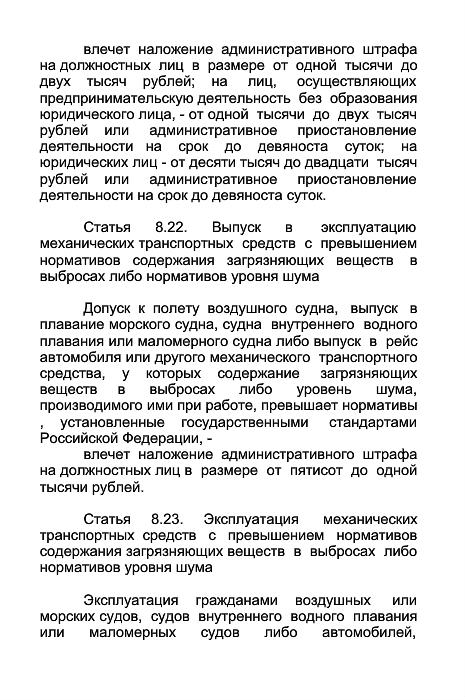 влечет наложение административного штрафа
на должностных лиц в размере от одной тысячи до
двух тысяч рублей; на лиц, осуществляющих
предпринимательскую деятельность без образования
юридического лица, - от одной тысячи до двух тысяч
рублей или административное приостановление
деятельности на срок до девяноста суток; на
юридических лиц - от десяти тысяч до двадцати тысяч
рублей или административное приостановление
деятельности на срок до девяноста суток.
Статья 8.22. Выпуск в эксплуатацию
механических транспортных средств с превышением
нормативов содержания загрязняющих веществ в
выбросах либо нормативов уровня шума
Допуск к полету воздушного судна, выпуск в
плавание морского судна, судна внутреннего водного
плавания или маломерного судна либо выпуск в рейс
автомобиля или другого механического транспортного
средства, у которых содержание загрязняющих
веществ в выбросах либо уровень шума,
производимого ими при работе, превышает нормативы
, установленные государственными стандартами
Российской Федерации, -
влечет наложение административного штрафа
на должностных лиц в размере от пятисот до одной
тысячи рублей.
Статья 8.23. Эксплуатация механических
транспортных средств с превышением нормативов
содержания загрязняющих веществ в выбросах либо
нормативов уровня шума
Эксплуатация гражданами воздушных или
морских судов, судов внутреннего водного плавания
или маломерных судов либо автомобилей,